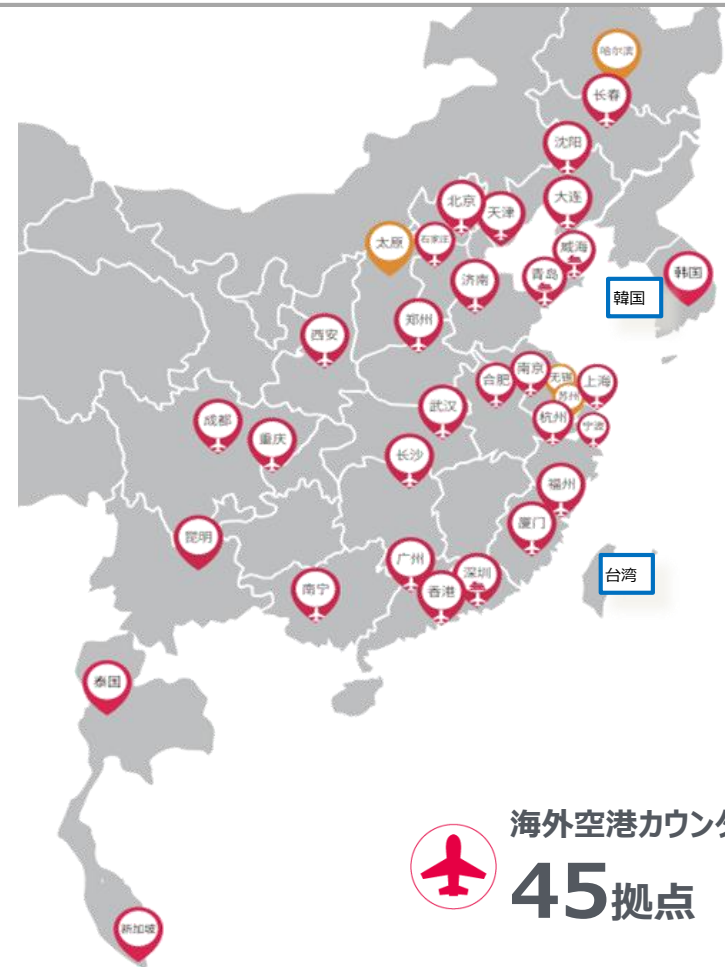 哈尔滨
长春
沈阳
大连
北京
天津
石家庄
太原
威海
青岛
济南
韩国
韓国
郑州
西安
合肥
南京
无锡
苏州
上海
杭州
宁波
武汉
成都
重庆
长沙
福州
厦门
昆明
南宁
广州
香港
深圳
台湾
泰国
新加坡
海外空港カウンタ
45拠点